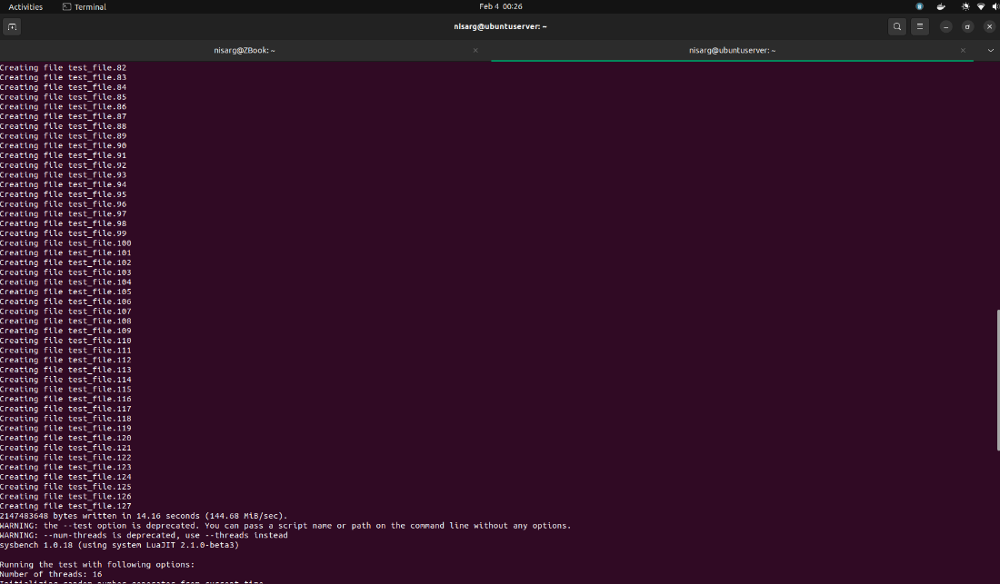 Activities
Terminal
Feb 4 00:26
nisarg@ubuntuserver: ~
nisarg@ZBook: ~
nisarg@ubuntuserver: ~
Creating file test_file.82
Creating file test_file.83
Creating file test_file.84
Creating file test_file.85
Creating file test_file.86
Creating file test_file.87
Creating file test_file.88
Creating file test_file.89
Creating file test_file.90
Creating file test_file.91
Creating file test_file.92
Creating file test_file.93
Creating file test_file.94
Creating file test_file.95
Creating file test_file.96
Creating file test_file.97
Creating file test_file.98
Creating file test_file.99
Creating file test_file.100
Creating file test_file.101
Creating file test_file.102
Creating file test_file.103
Creating file test_file.104
Creating file test_file.105
Creating file test_file.106
Creating file test_file.107
Creating file test_file.108
Creating file test_file.109
Creating file test_file.110
Creating file test_file.111
Creating file test_file.112
Creating file test_file.113
Creating file test_file.114
Creating file test_file.115
Creating file test_file.116
Creating file test_file.117
Creating file test_file.118
Creating file test_file.119
Creating file test_file.120
Creating file test_file.121
Creating file test_file.122
Creating file test_file.123
Creating file test_file.124
Creating file test_file.125
Creating file test_file.126
Creating file test_file.127
2147483648 bytes written in 14.16 seconds (144.68 MiB/sec).
WARNING: the --test option is deprecated. You can pass a script name or path on the command line without any options.
WARNING: --num-threads is deprecated, use --threads instead
sysbench 1.0.18 (using system LuaJIT 2.1.0-beta3)
Running the test with following options:
Number of threads: 16
Initializing random number generator from current time